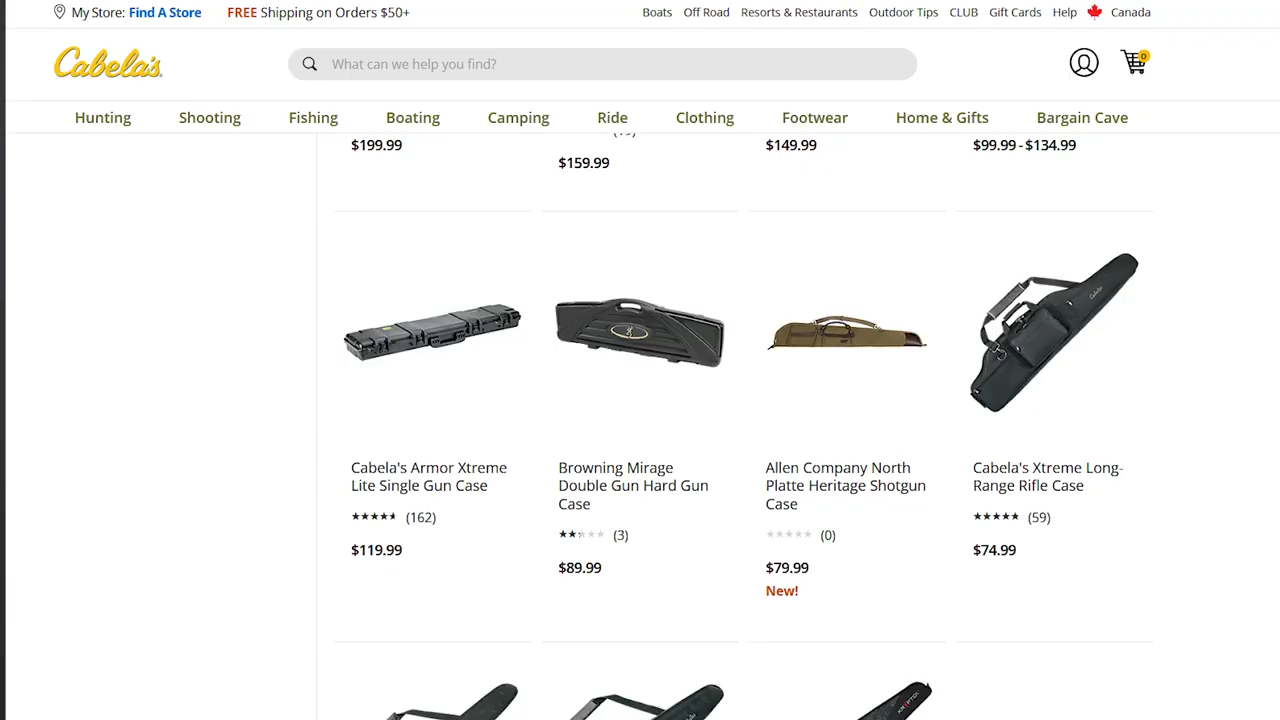 My Store: Find A Store FREE Shipping on Orders $50+ Boats Off Road Resorts & Restaurants Outdoor Tips CLUB Gift Cards Help Canada
Cabela's What can we help you find? 0
Hunting Shooting Fishing Boating Camping Ride Clothing Footwear Home & Gifts Bargain Cave
$199.99
$159.99
$149.99
$99.99 - $134.99
Cabela's
Cabela's Armor Xtreme
Lite Single Gun Case
(162)
$119.99
Browning Mirage
Double Gun Hard Gun
Case
(3)
$89.99
Allen Company North
Platte Heritage Shotgun
Case
(0)
$79.99
New!
Cabela's Xtreme Long-
Range Rifle Case
(59)
$74.99
KRYPTEK